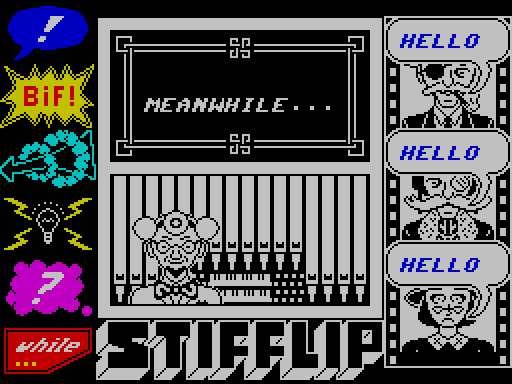 !
BiF!
?
while
...
MEANWHILE...
STIFFLIP
HELLO
HELLO
HELLO